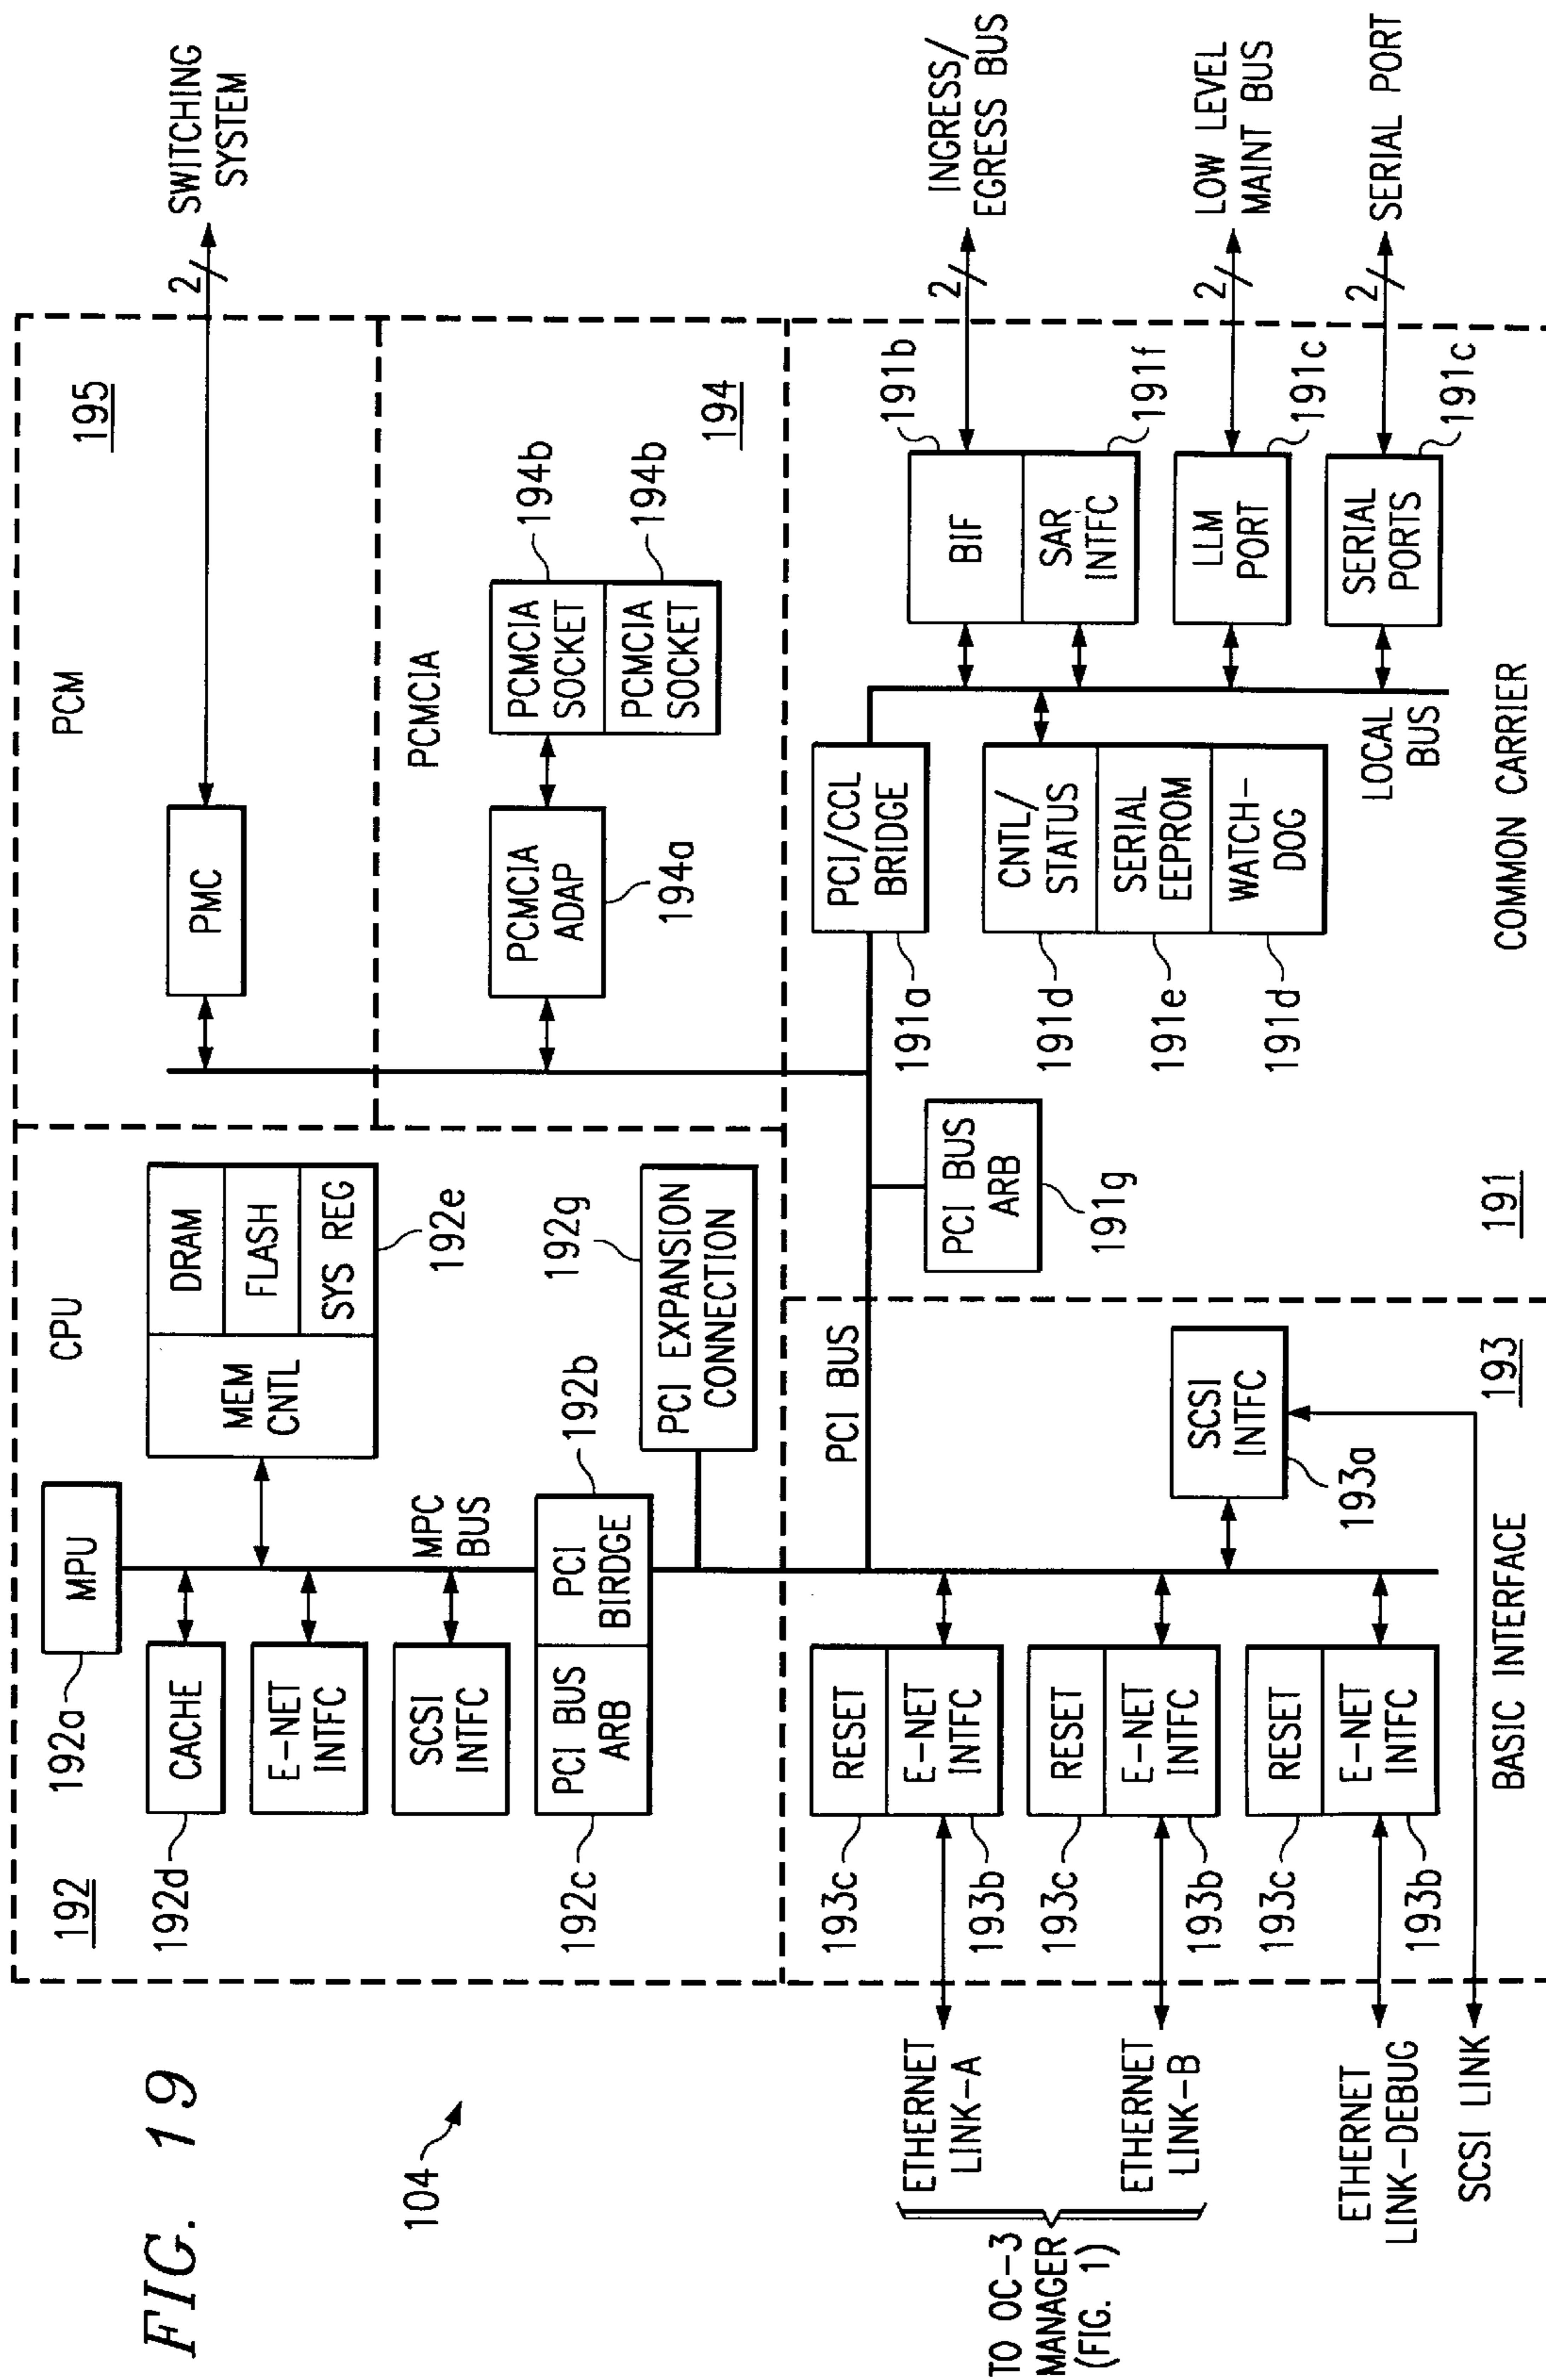 FIG. 19
104
192
CPU
192a
MPU
192d
CACHE
E-NET
INTFC
SCSI
INTFC
MPC
BUS
MEM
CNTL
DRAM
FLASH
SYS REG
192e
PCI BUS
ARB
PCI
BIRDGE
192c
192b
192g
PCI EXPANSION
CONNECTION
PCM
195
PMC
2
SWITCHING
SYSTEM
PCMCIA
194
PCMCIA
ADAP
194a
PCMCIA
SOCKET
194b
PCMCIA
SOCKET
194b
TO OC-3
MANAGER
(FIG. 1)
ETHERNET
LINK-A
ETHERNET
LINK-B
ETHERNET
LINK-DEBUG
SCSI LINK
193c
RESET
E-NET
INTFC
193b
193c
RESET
E-NET
INTFC
193b
193c
RESET
E-NET
INTFC
193b
PCI BUS
SCSI
INTFC
193a
193
BASIC INTERFACE
PCI BUS
ARB
191g
191
PCI/CCL
BRIDGE
191a
CNTL/
STATUS
191d
SERIAL
EEPROM
191e
WATCH-
DOG
191d
LOCAL
BUS
BIF
191b
SAR
INTFC
191f
LLM
PORT
191c
SERIAL
PORTS
191c
COMMON CARRIER
2
INGRESS/
EGRESS BUS
2
LOW LEVEL
MAINT BUS
2
SERIAL PORT